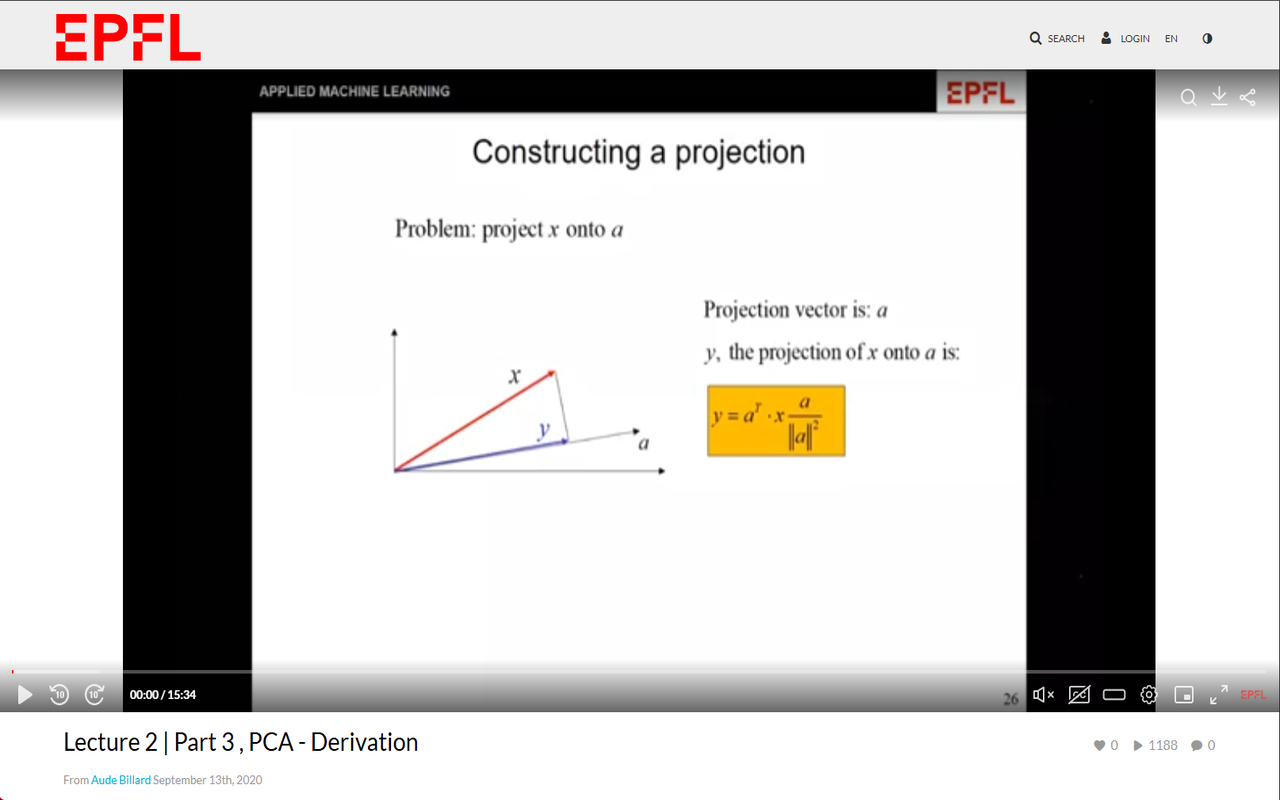 EPFL
SEARCH LOGIN EN
APPLIED MACHINE LEARNING EPFL
Constructing a projection
Problem: project x onto a
Projection vector is: a
y, the projection of x onto a is:
x
y = aᵀ · x a / ‖a‖²
y
a
10 10 00:00 / 15:34
26
EPFL
Lecture 2 | Part 3 , PCA - Derivation
0 1188 0
From Aude Billard September 13th, 2020